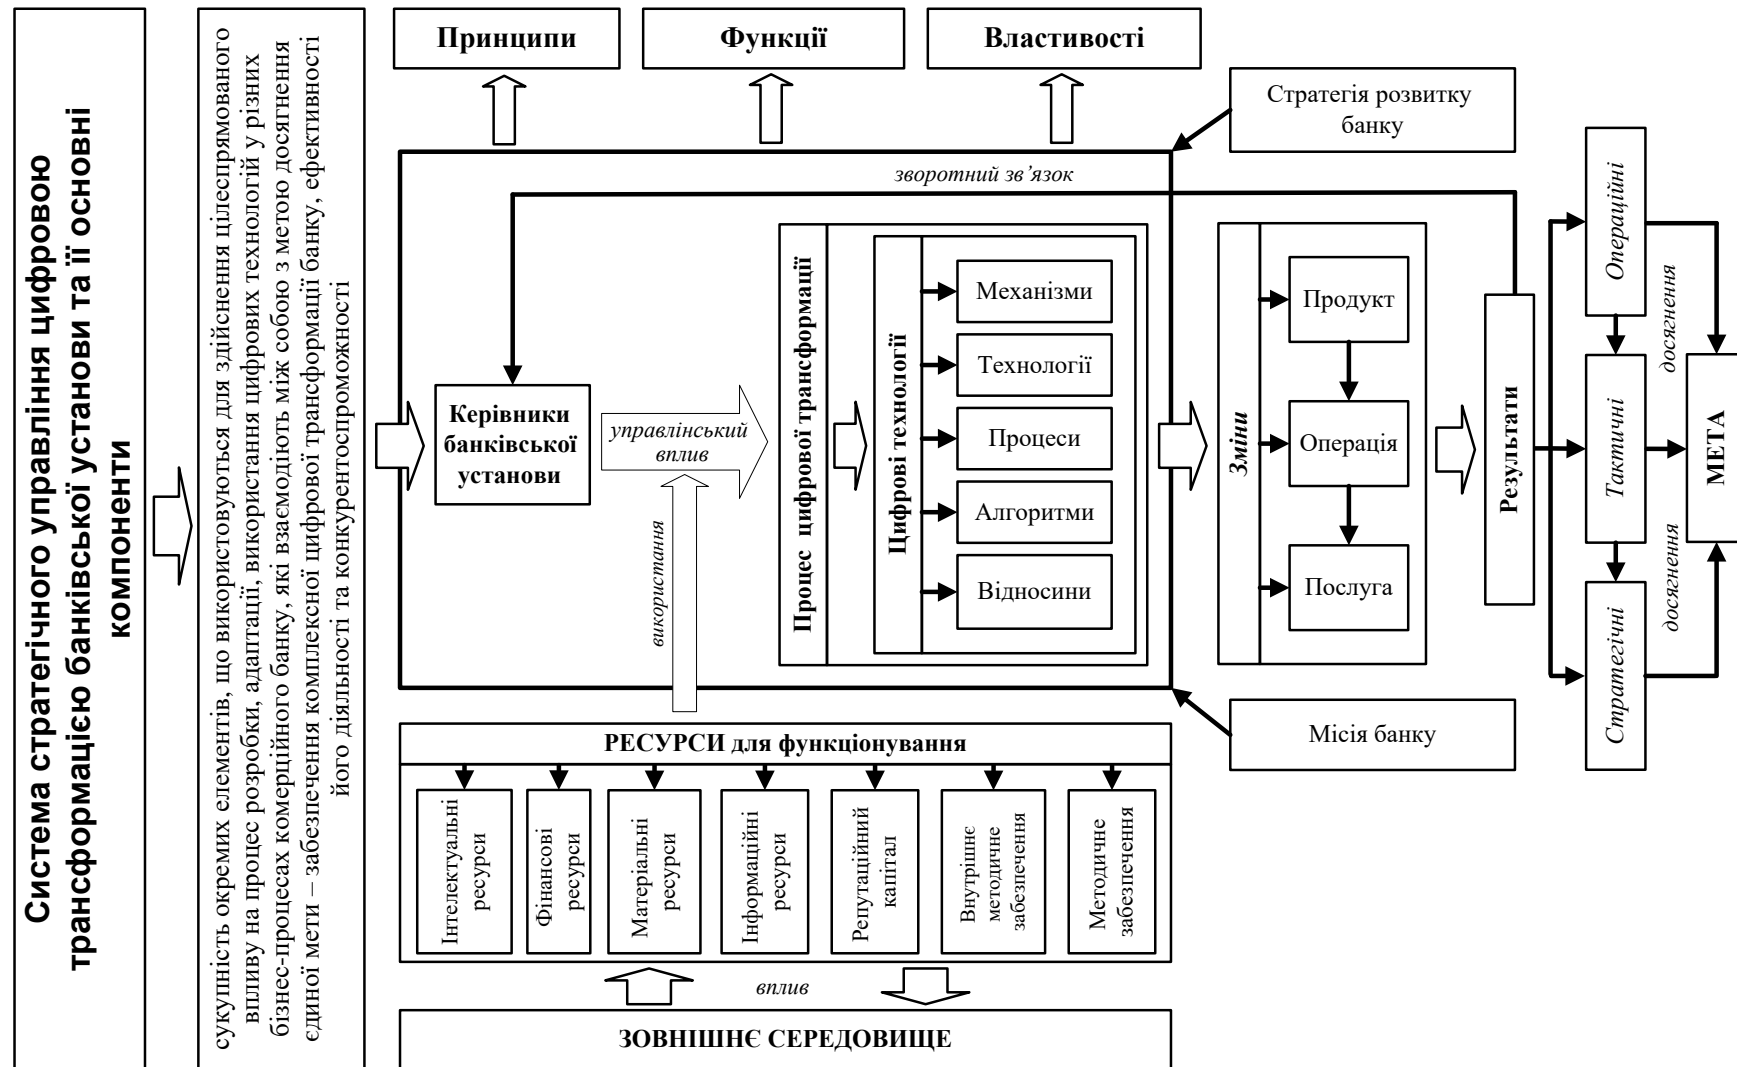 Система стратегічного управління цифровою
трансформацією банківської установи та її основні
компоненти
сукупність окремих елементів, що використовуються для здійснення цілеспрямованого
впливу на процес розробки, адаптації, використання цифрових технологій у різних
бізнес-процесах комерційного банку, які взаємодіють між собою з метою досягнення
єдиної мети – забезпечення комплексної цифрової трансформації банку, ефективності
його діяльності та конкурентоспроможності
Принципи
Функції
Властивості
Стратегія розвитку
банку
зворотний зв’язок
Керівники
банківської
установи
управлінський
вплив
використання
Процес цифрової трансформації
Цифрові технології
Механізми
Технології
Процеси
Алгоритми
Відносини
Зміни
Продукт
Операція
Послуга
Результати
Операційні
Тактичні
Стратегічні
досягнення
досягнення
МЕТА
Місія банку
РЕСУРСИ для функціонування
Інтелектуальні
ресурси
Фінансові
ресурси
Матеріальні
ресурси
Інформаційні
ресурси
Репутаційний
капітал
Внутрішнє
методичне
забезпечення
Методичне
забезпечення
вплив
ЗОВНІШНЄ СЕРЕДОВИЩЕ